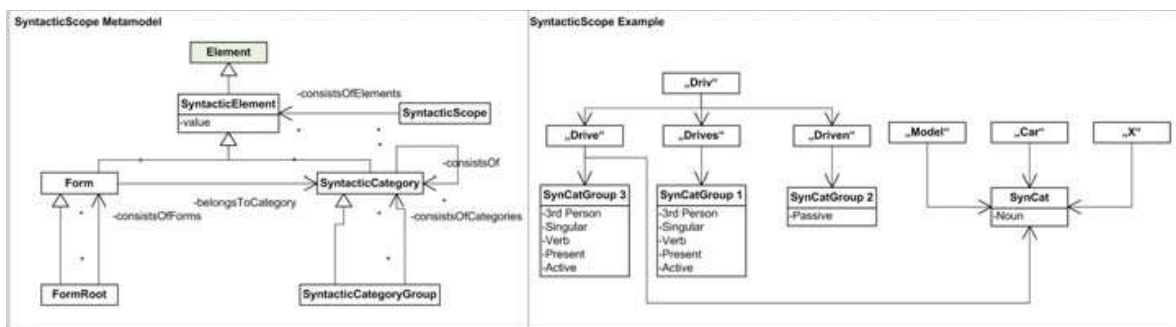 SyntacticScope Metamodel
Element
SyntacticElement
-value
-consistsOfElements
SyntacticScope
*
*
*
*
Form
SyntacticCategory
-consistsOf
-belongsToCategory
*
*
-consistsOfForms
-consistsOfCategories
*
*
FormRoot
SyntacticCategoryGroup
SyntacticScope Example
„Driv“
„Drive“
„Drives“
„Driven“
„Model“
„Car“
„X“
SynCatGroup 3
-3rd Person
-Singular
-Verb
-Present
-Active
SynCatGroup 1
-3rd Person
-Singular
-Verb
-Present
-Active
SynCatGroup 2
-Passive
SynCat
-Noun